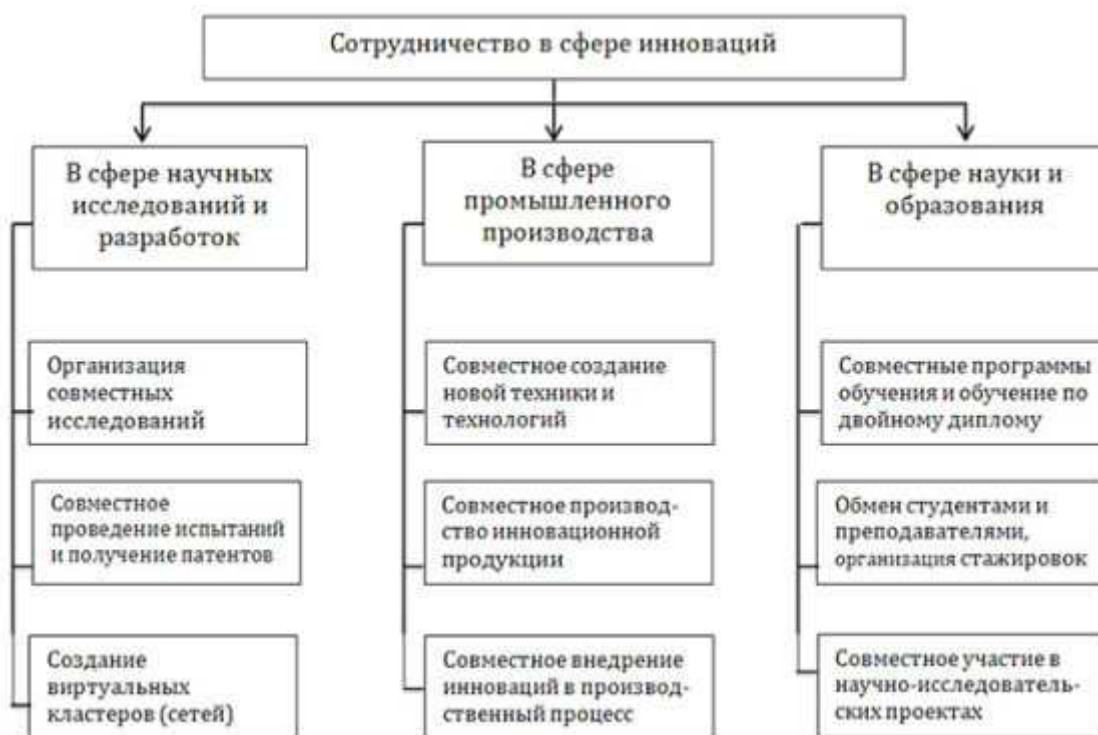 Сотрудничество в сфере инноваций
В сфере научных
исследований и
разработок
В сфере
промышленного
производства
В сфере науки и
образования
Организация
совместных
исследований
Совместное создание
новой техники и
технологий
Совместные программы
обучения и обучение по
двойному диплому
Совместное
проведение испытаний
и получение патентов
Совместное производ-
ство инновационной
продукции
Обмен студентами и
преподавателями,
организация стажировок
Создание
виртуальных
кластеров (сетей)
Совместное внедрение
инноваций в производ-
ственный процесс
Совместное участие в
научно-исследователь-
ских проектах